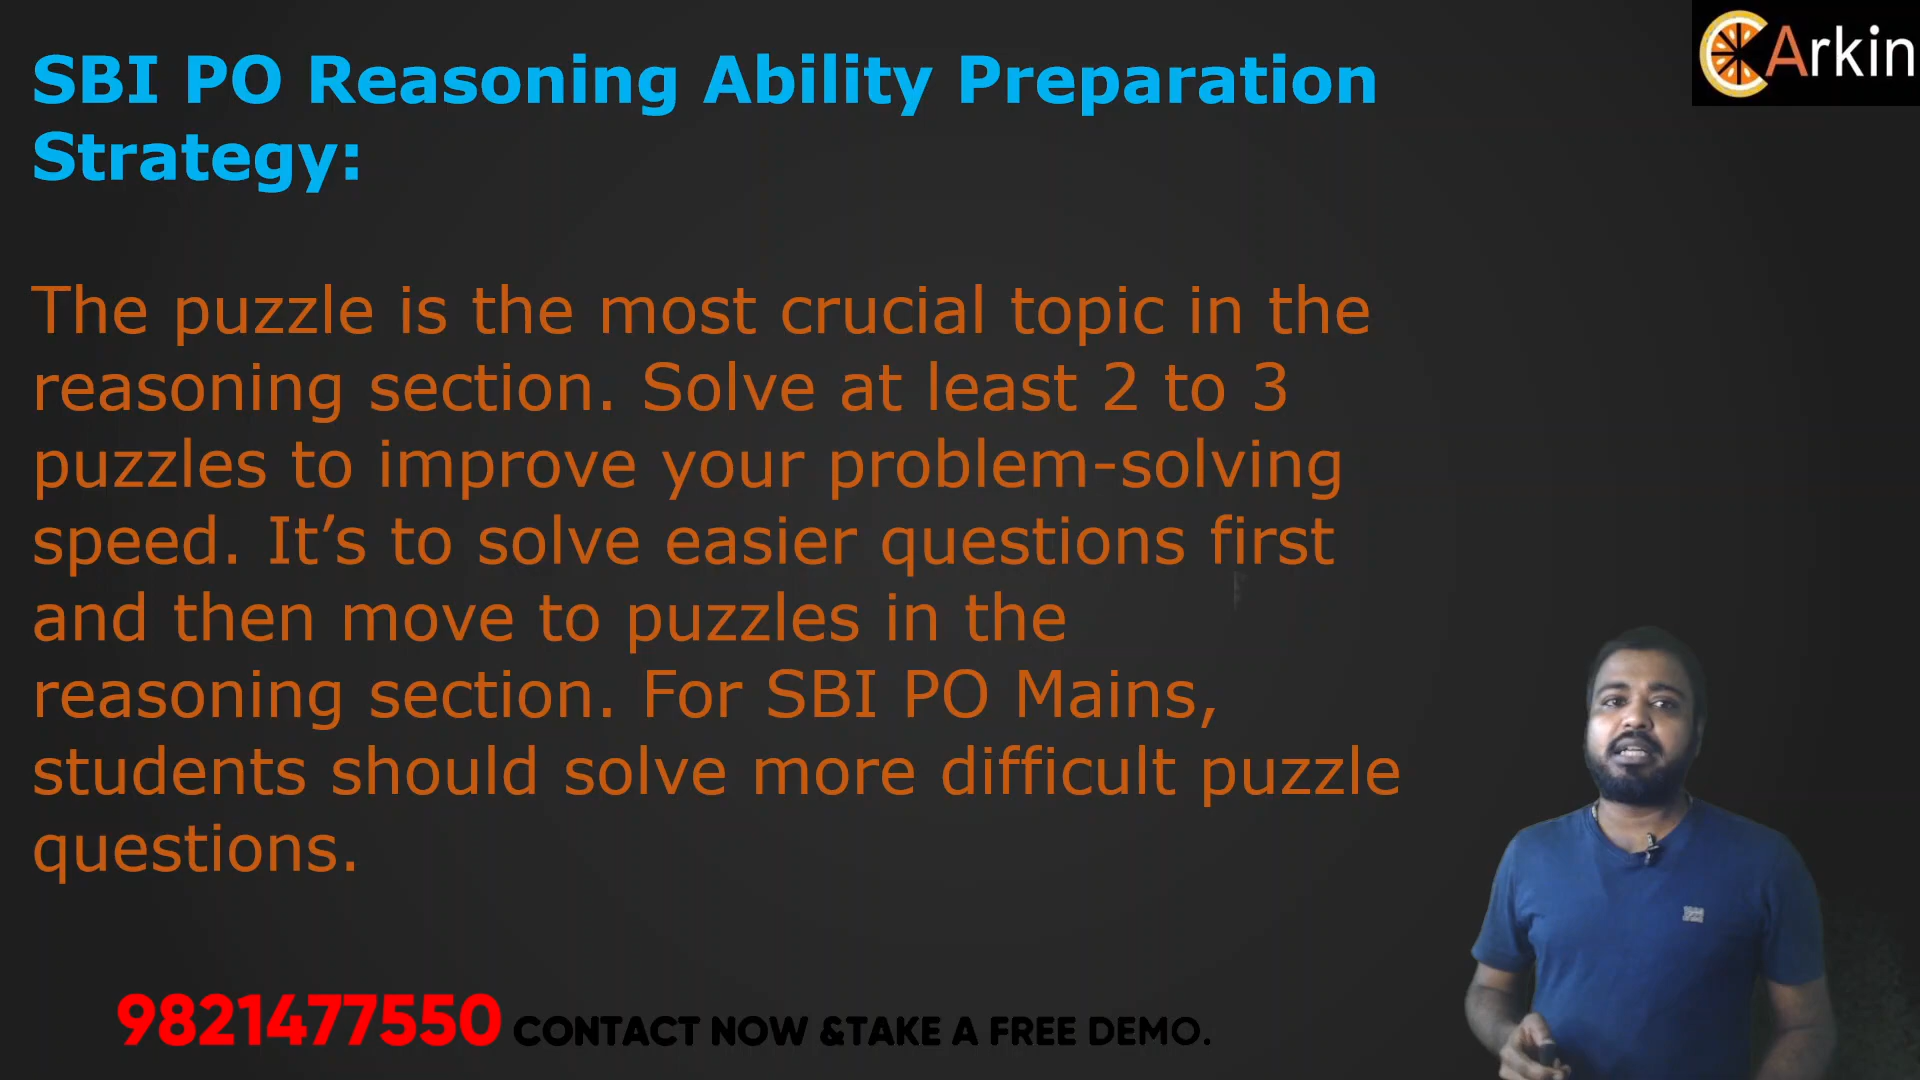 SBI PO Reasoning Ability Preparation
Strategy:
Arkin
The puzzle is the most crucial topic in the
reasoning section. Solve at least 2 to 3
puzzles to improve your problem-solving
speed. It’s to solve easier questions first
and then move to puzzles in the
reasoning section. For SBI PO Mains,
students should solve more difficult puzzle
questions.
9821477550 CONTACT NOW &TAKE A FREE DEMO.